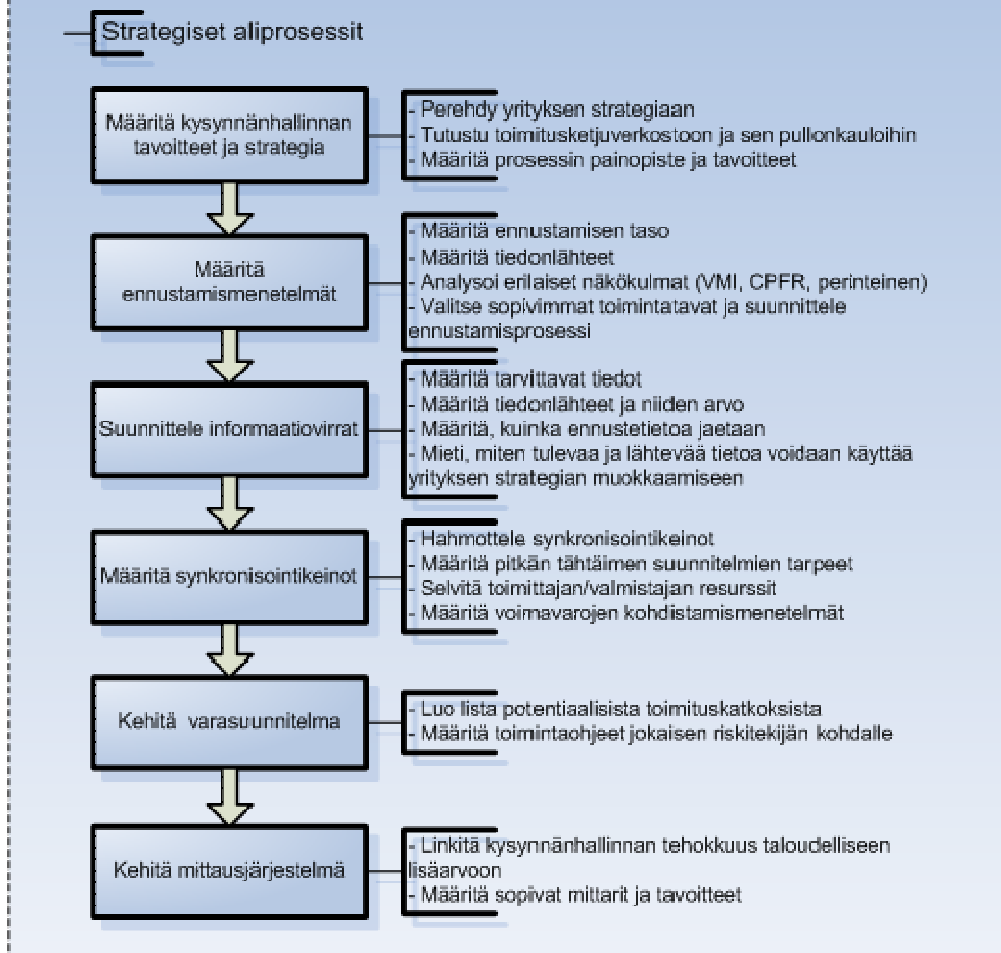 Strategiset aliprosessit
Määritä kysynnänhallinnan
tavoitteet ja strategia
- Perehdy yrityksen strategiaan
- Tutustu toimitusketjuverkostoon ja sen pullonkauloihin
- Määritä prosessin painopiste ja tavoitteet
Määritä
ennustamismenetelmät
- Määritä ennustamisen taso
- Määritä tiedonlähteet
- Analysoi erilaiset näkökulmat (VMI, CPFR, perinteinen)
- Valitse sopivimmat toimintatavat ja suunnittele
ennustamisprosessi
Suunnittele informaatiovirrat
- Määritä tarvittavat tiedot
- Määritä tiedonlähteet ja niiden arvo
- Määritä, kuinka ennustetietoa jaetaan
- Mieti, miten tulevaa ja lähtevää tietoa voidaan käyttää
yrityksen strategian muokkaamiseen
Määritä synkronisointikeinot
- Hahmottele synkronisointikeinot
- Määritä pitkän tähtäimen suunnitelmien tarpeet
- Selvitä toimittajan/valmistajan resurssit
- Määritä voimavarojen kohdistamismenetelmät
Kehitä varasuunnitelma
- Luo lista potentiaalisista toimituskatkoksista
- Määritä toimintaohjeet jokaisen riskitekijän kohdalle
Kehitä mittausjärjestelmä
- Linkitä kysynnänhallinnan tehokkuus taloudelliseen
lisäarvoon
- Määritä sopivat mittarit ja tavoitteet